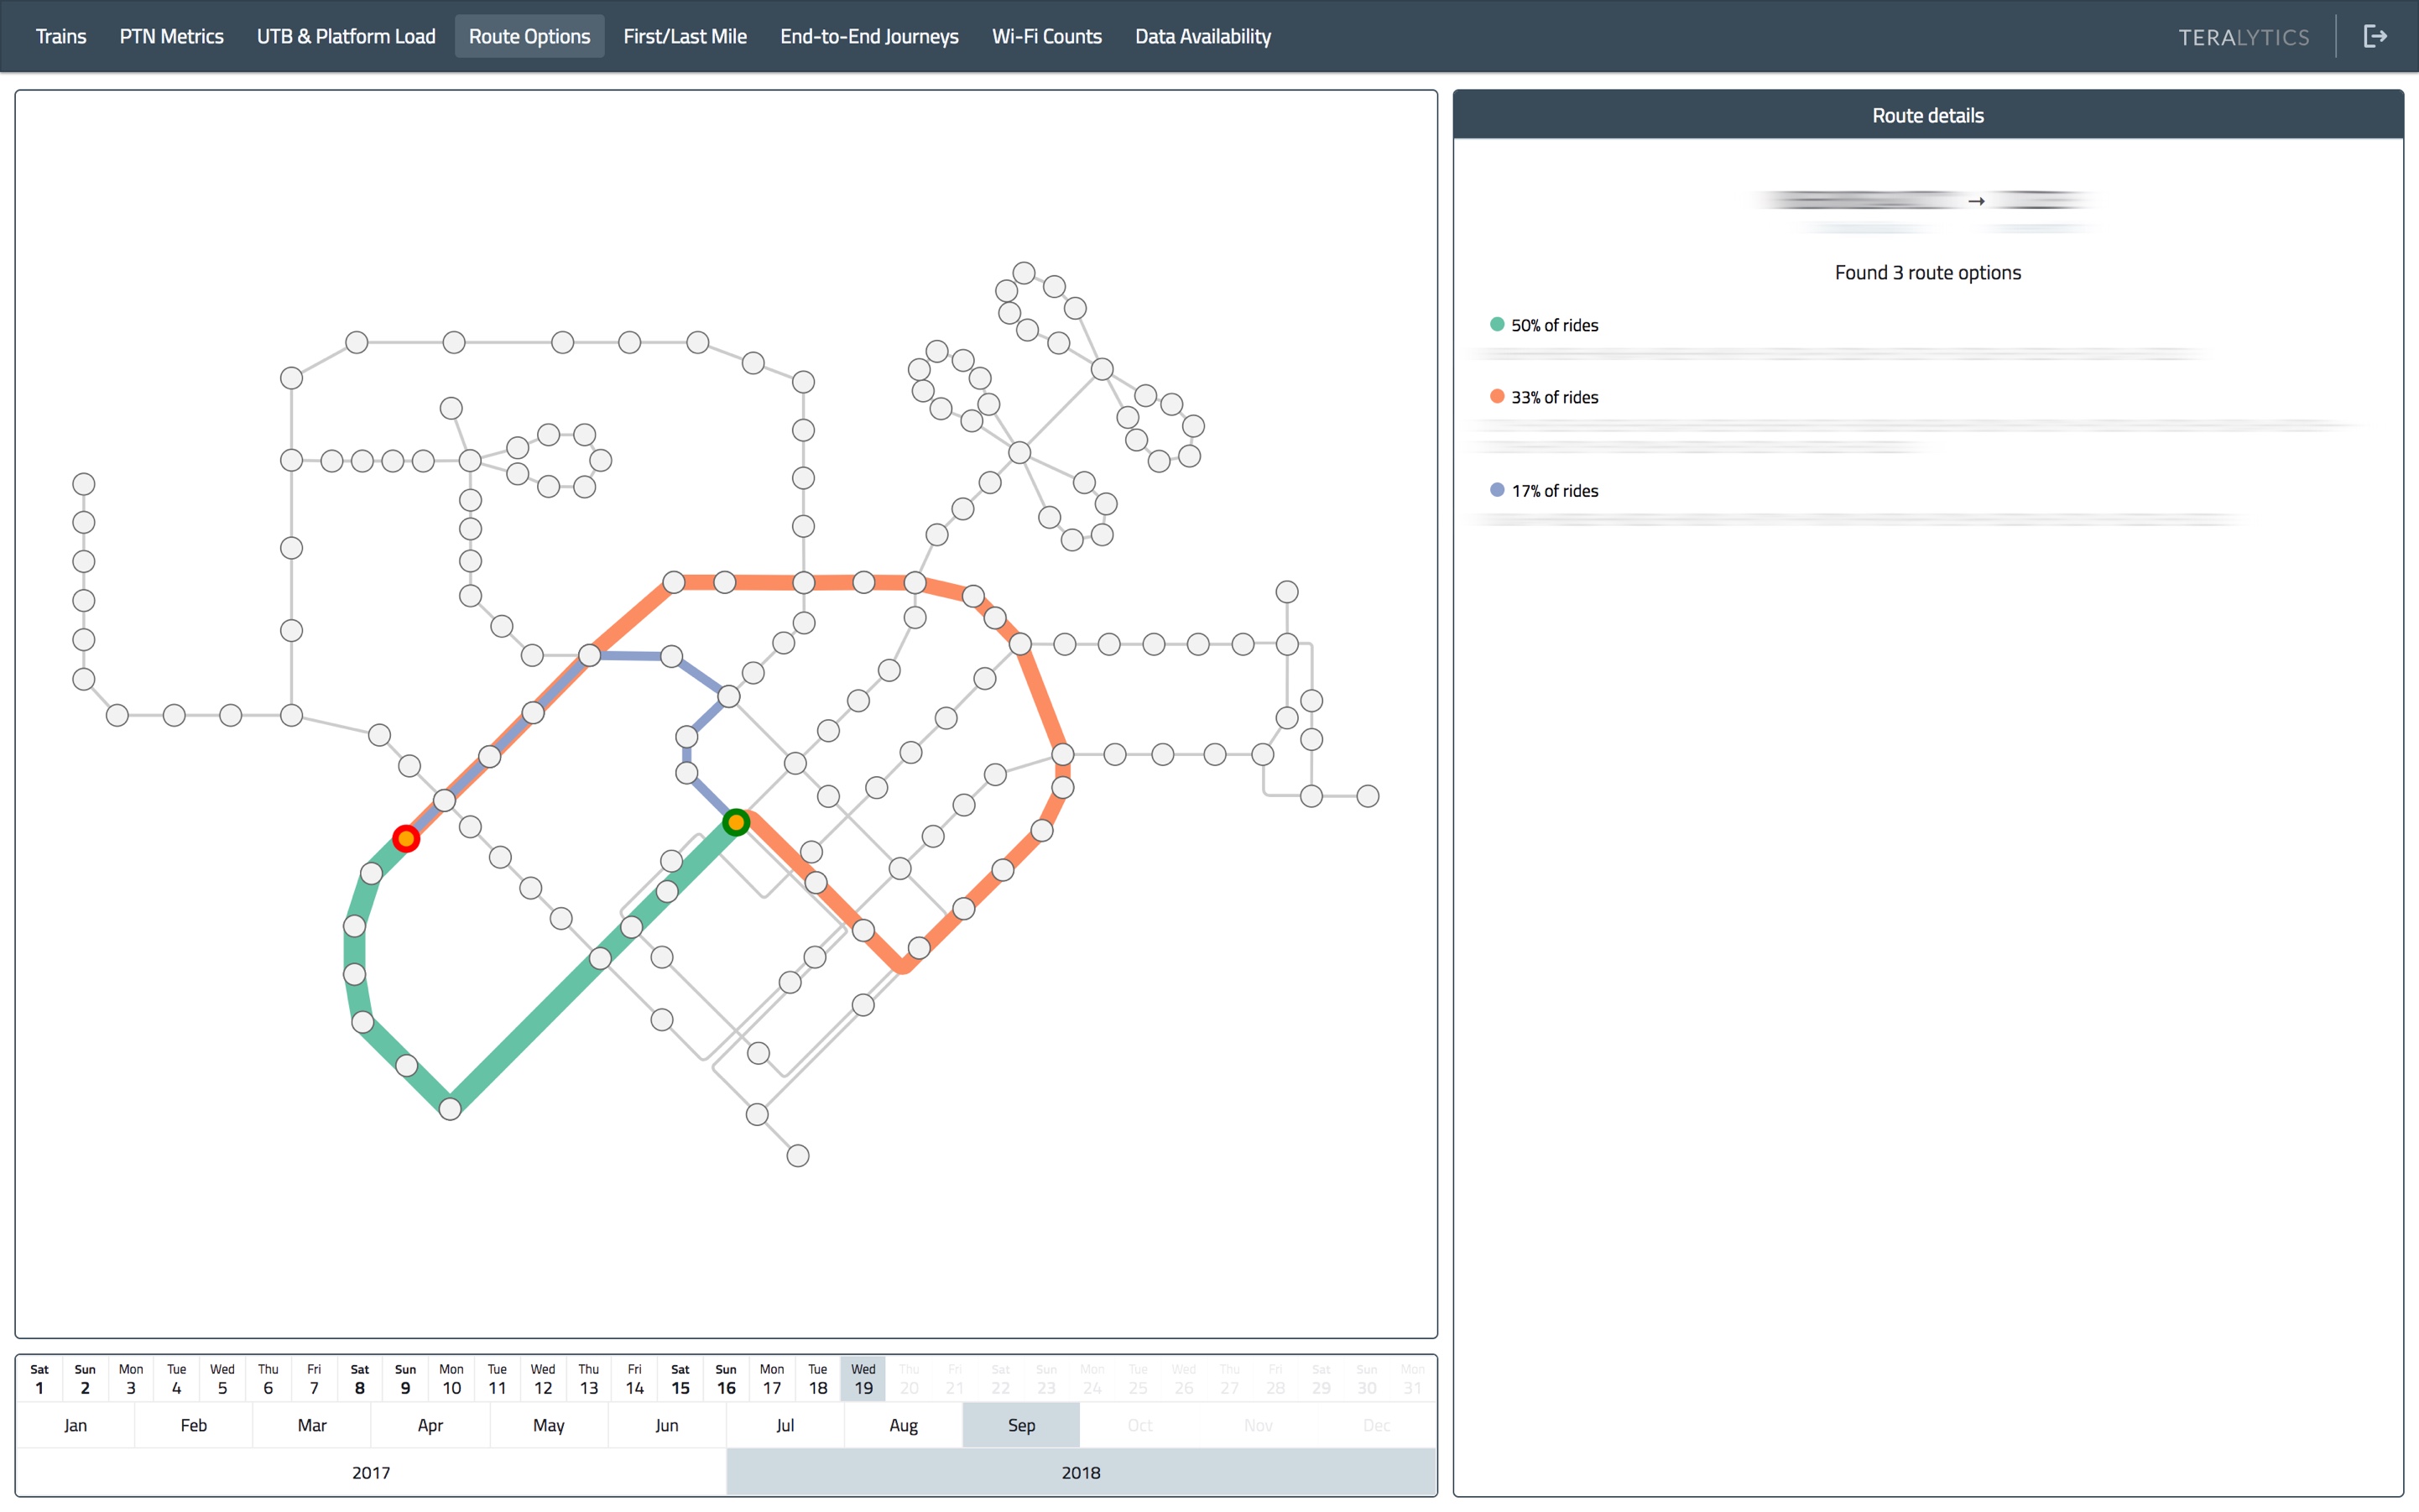 Trains PTN Metrics UTB & Platform Load Route Options First/Last Mile End-to-End Journeys Wi-Fi Counts Data Availability TERALYTICS
Route details
→
Found 3 route options
50% of rides
33% of rides
17% of rides
Sat Sun Mon Tue Wed Thu Fri Sat Sun Mon Tue Wed Thu Fri Sat Sun Mon Tue Wed Thu Fri Sat Sun Mon Tue Wed Thu Fri Sat Sun Mon
1 2 3 4 5 6 7 8 9 10 11 12 13 14 15 16 17 18 19 20 21 22 23 24 25 26 27 28 29 30 31
Jan Feb Mar Apr May Jun Jul Aug Sep Oct Nov Dec
2017 2018